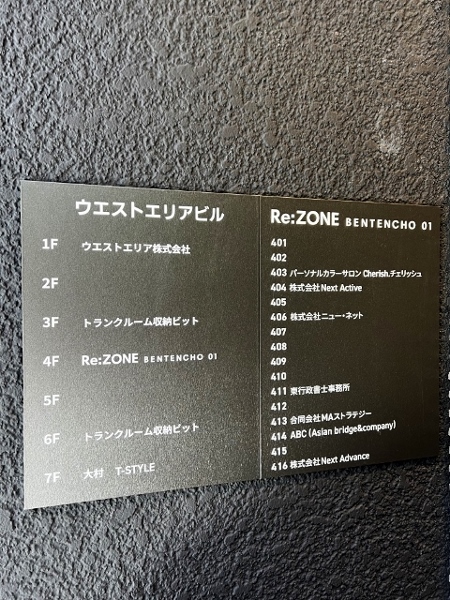 ウエストエリアビル
1F ウエストエリア株式会社
2F
3F トランクルーム収納ピット
4F Re:ZONE BENTENCHO 01
5F
6F トランクルーム収納ピット
7F 大村 T-STYLE
Re:ZONE BENTENCHO 01
401
402
403 パーソナルカラーサロン Cherish.チェリッシュ
404 株式会社Next Active
405
406 株式会社ニュー・ネット
407
408
409
410
411 東行政書士事務所
412
413 合同会社MAストラテジー
414 ABC (Asian bridge&company)
415
416 株式会社Next Advance